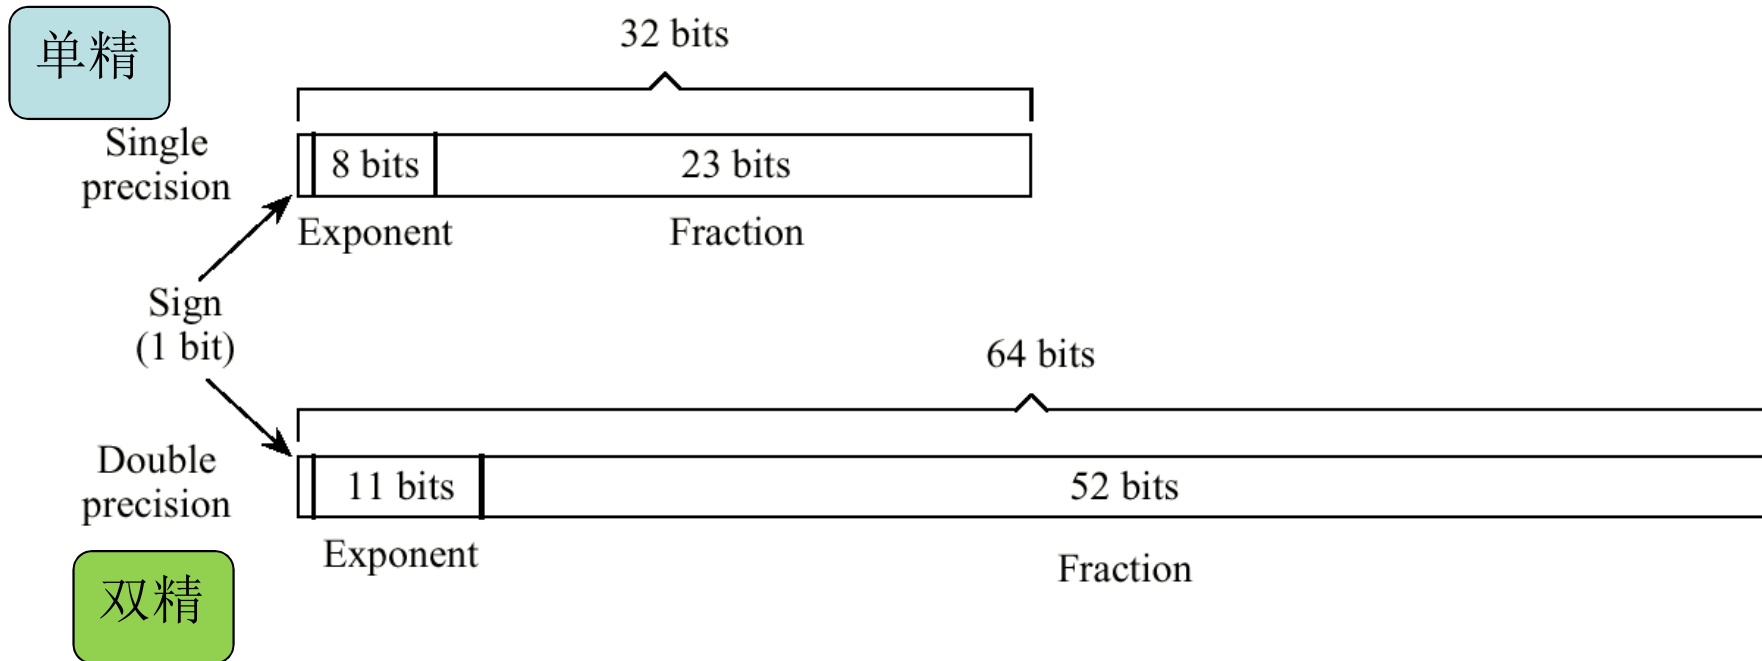 单精
32 bits
Single
precision
8 bits
23 bits
Exponent
Fraction
Sign
(1 bit)
64 bits
Double
precision
11 bits
52 bits
Exponent
Fraction
双精